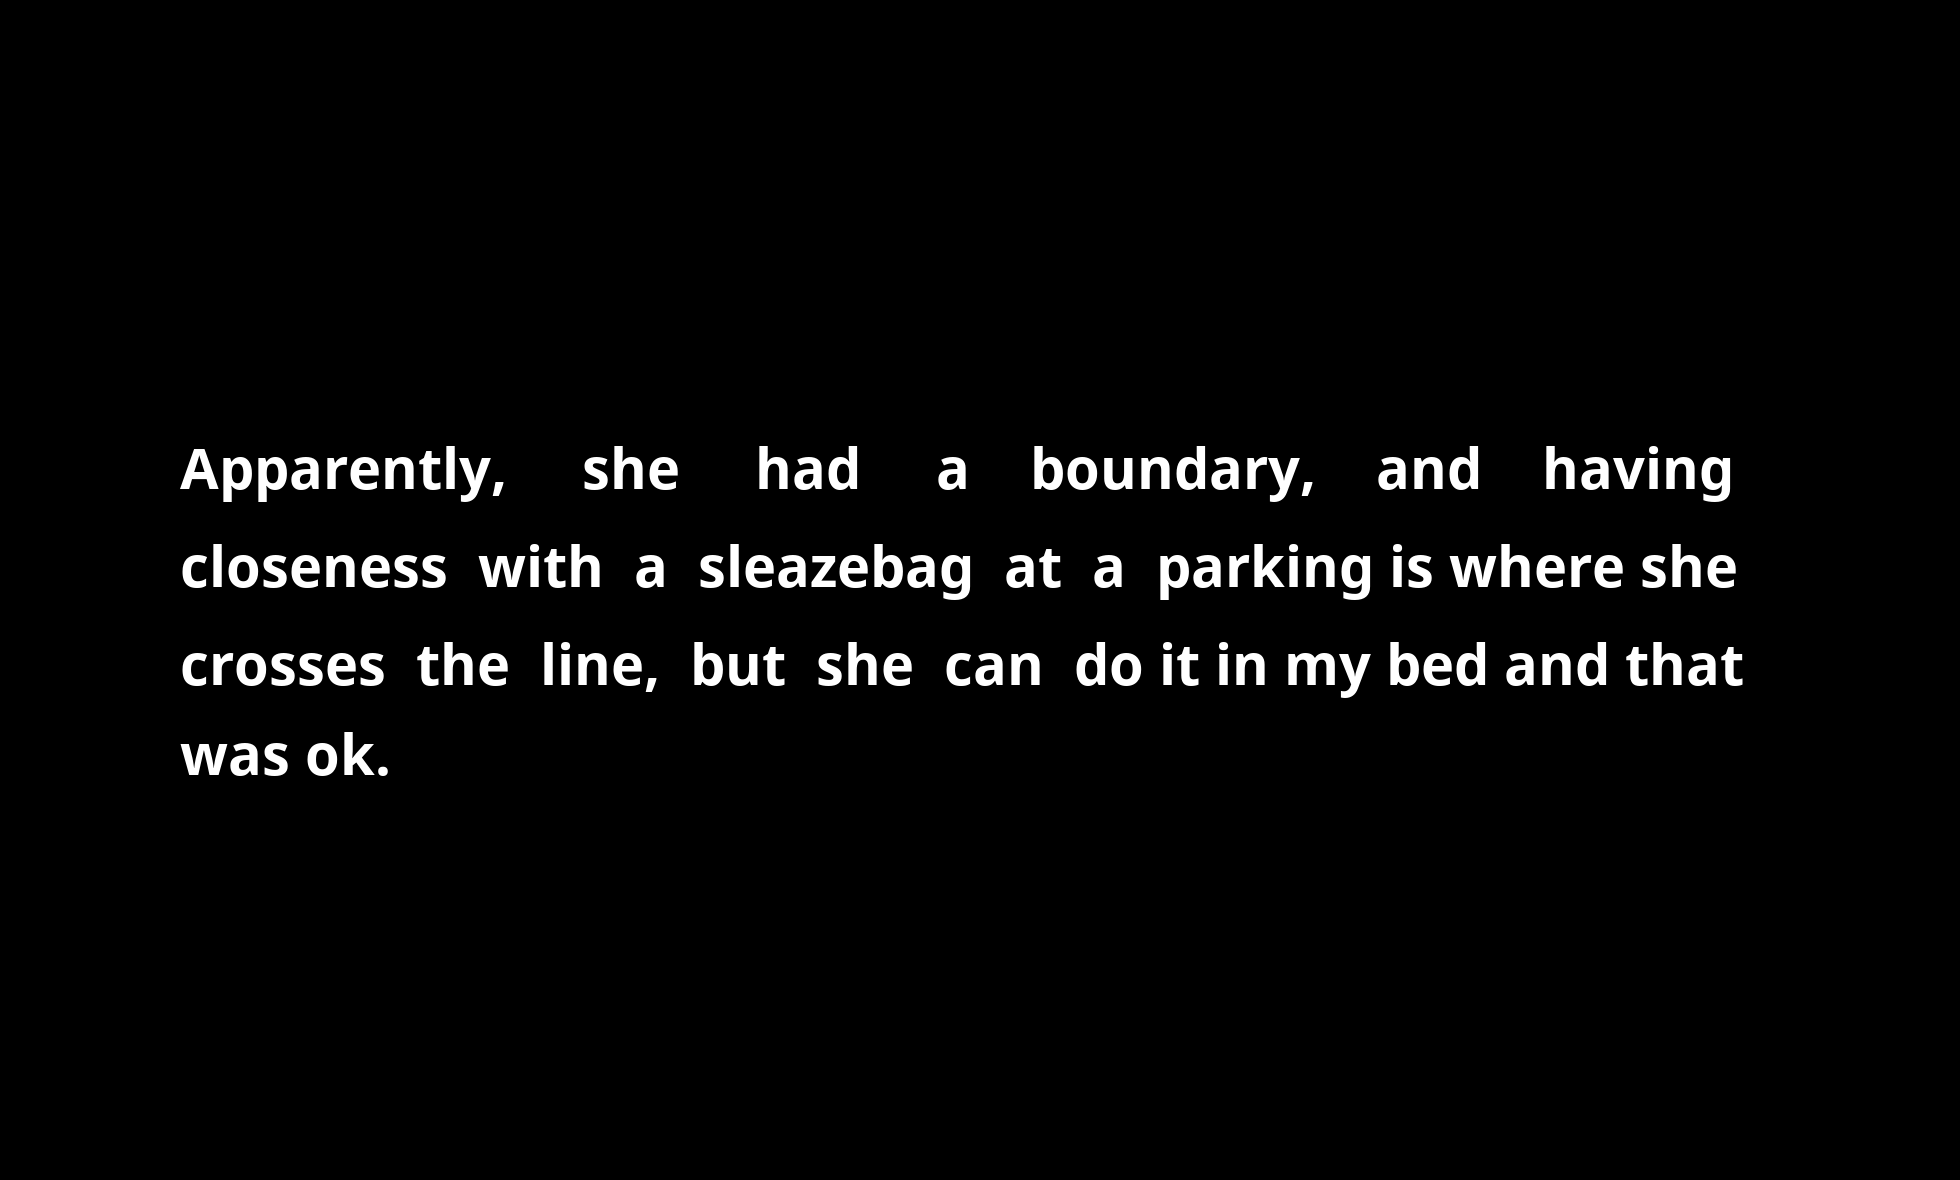 Apparently, she had a boundary, and having
closeness with a sleazebag at a parking is where she
crosses the line, but she can do it in my bed and that
was ok.